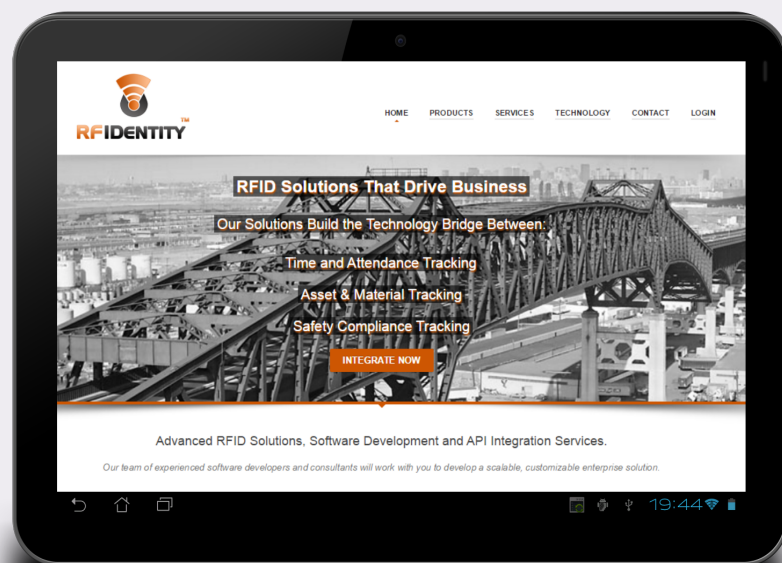 RFIDENTITY™
HOME PRODUCTS SERVICES TECHNOLOGY CONTACT LOGIN
RFID Solutions That Drive Business
Our Solutions Build the Technology Bridge Between:
Time and Attendance Tracking
Asset & Material Tracking
Safety Compliance Tracking
INTEGRATE NOW
Advanced RFID Solutions, Software Development and API Integration Services.
Our team of experienced software developers and consultants will work with you to develop a scalable, customizable enterprise solution.
19:44